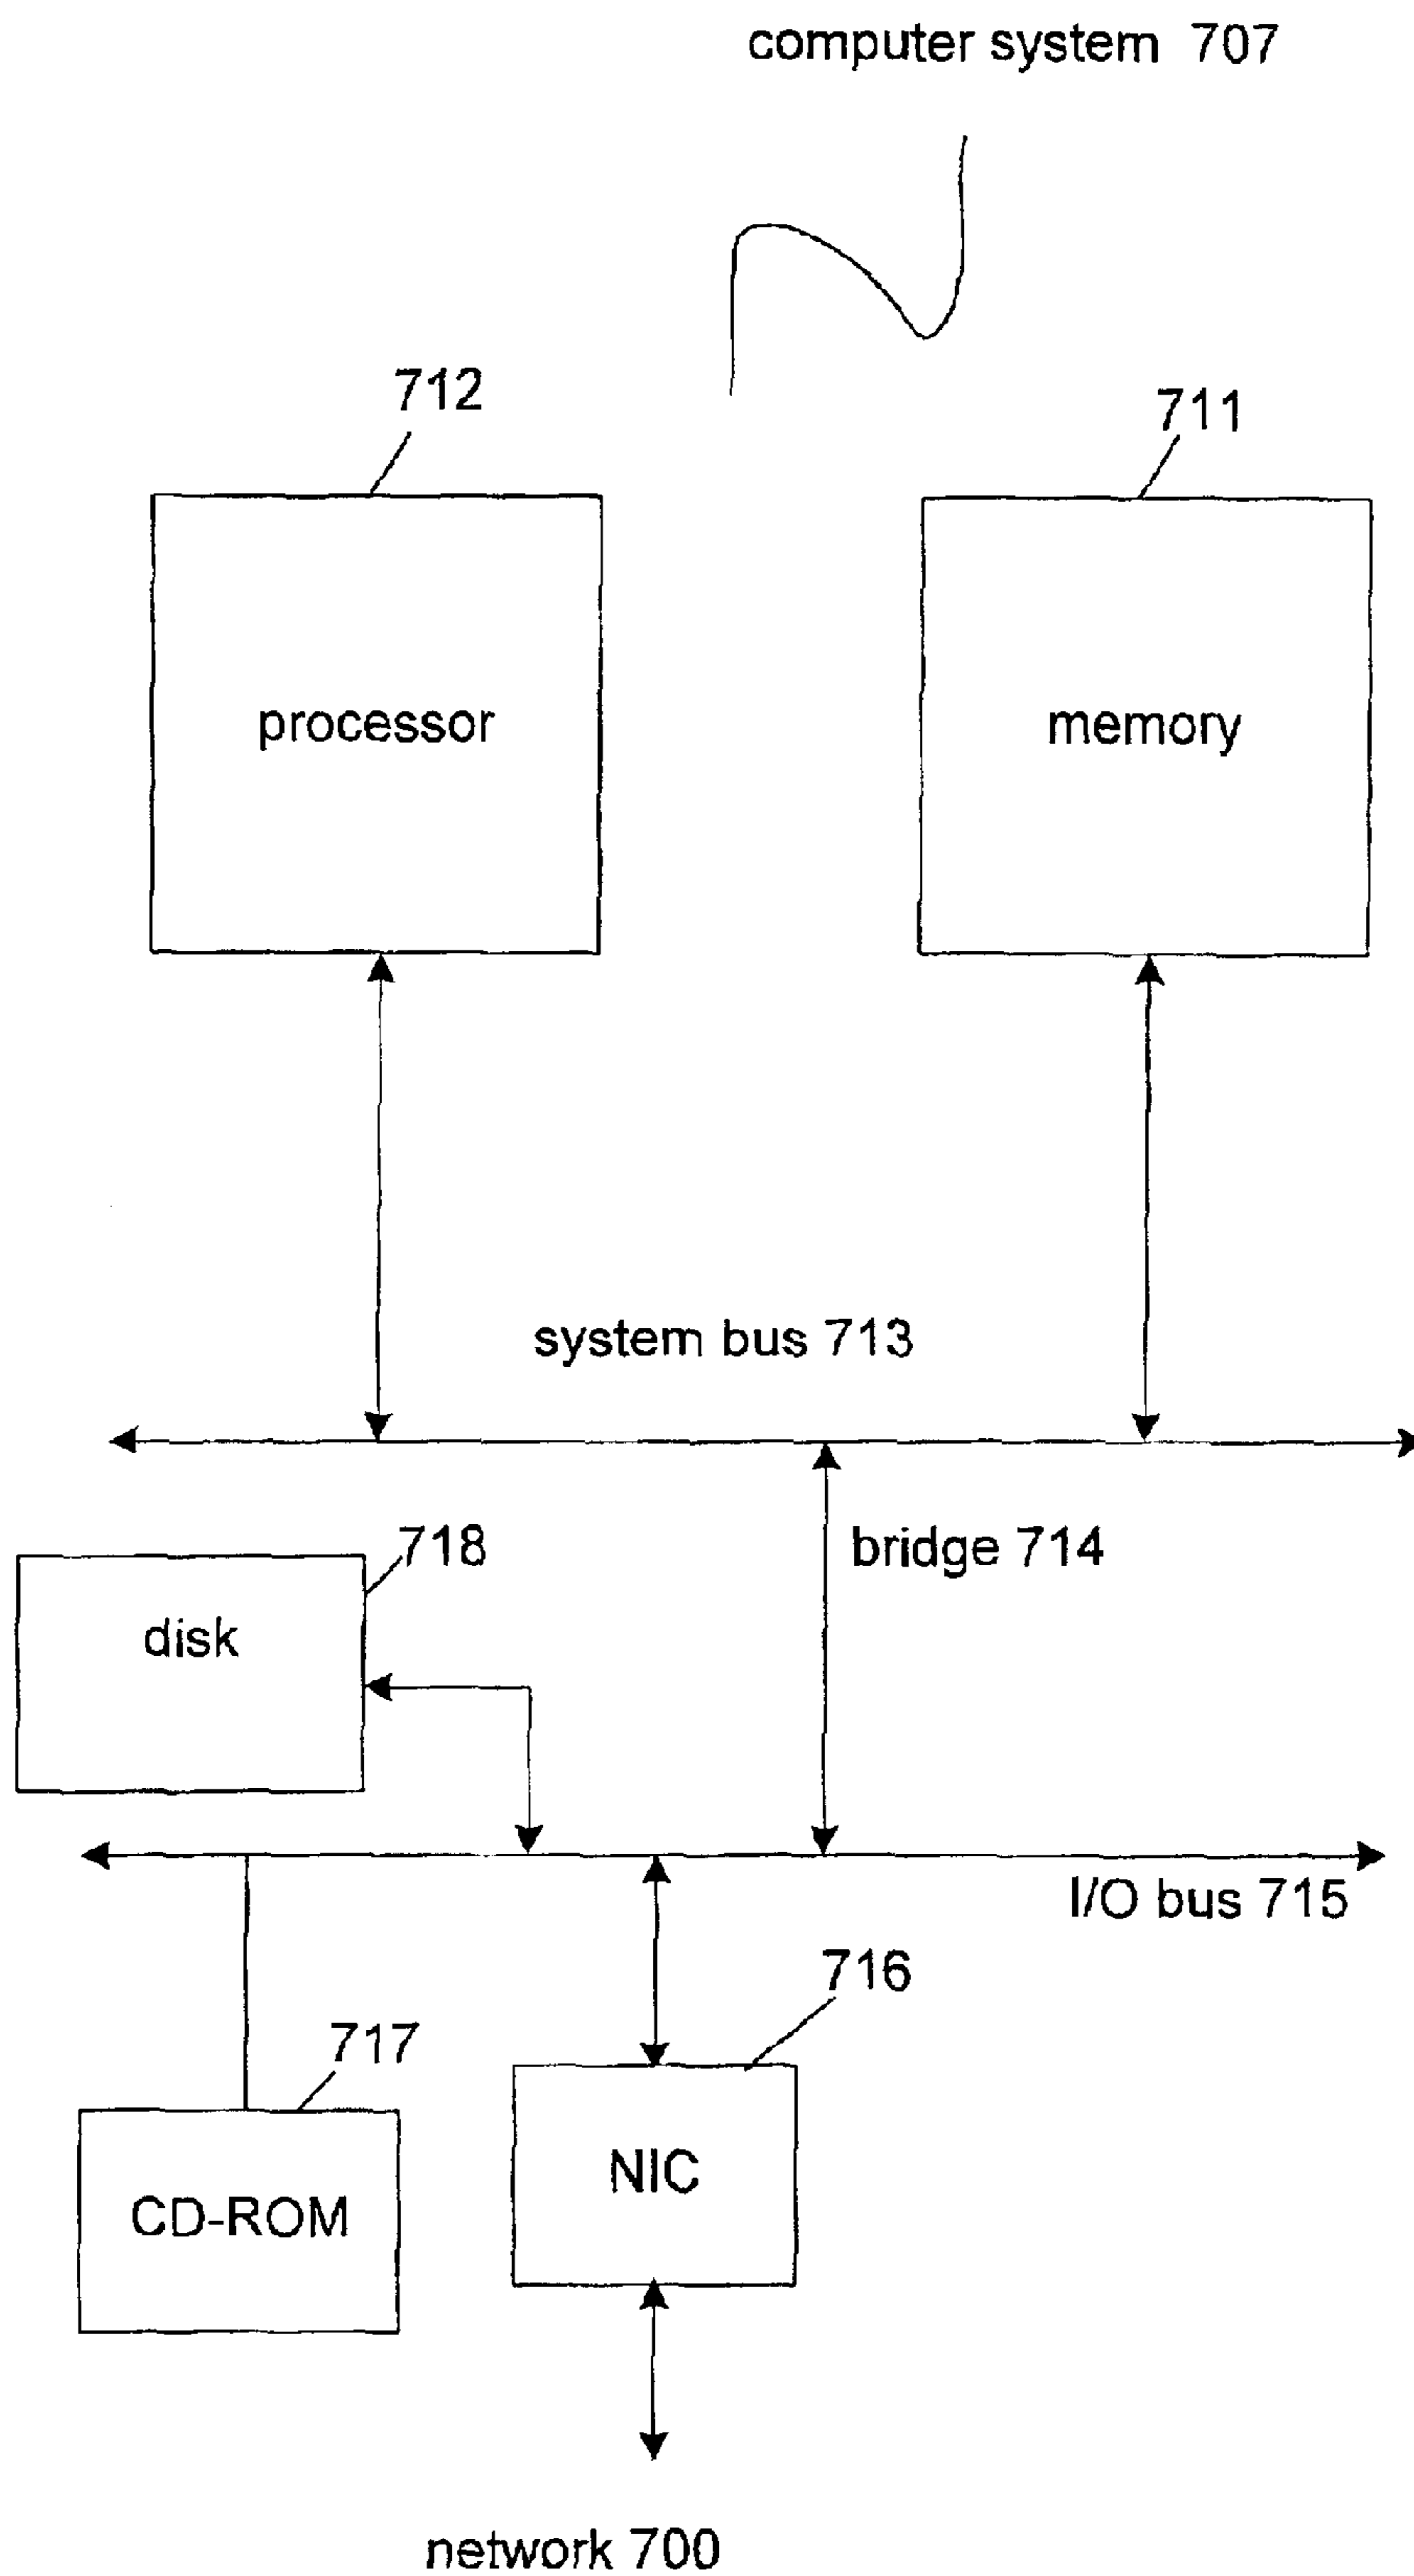 computer system 707
712
711
processor
memory
system bus 713
718
bridge 714
disk
I/O bus 715
716
717
NIC
CD-ROM
network 700